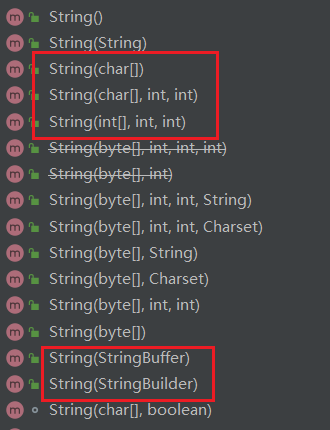 m String()
m String(String)
m String(char[])
m String(char[], int, int)
m String(int[], int, int)
m String(byte[], int, int, int)
m String(byte[], int)
m String(byte[], int, int, String)
m String(byte[], int, int, Charset)
m String(byte[], String)
m String(byte[], Charset)
m String(byte[], int, int)
m String(byte[])
m String(StringBuffer)
m String(StringBuilder)
m String(char[], boolean)